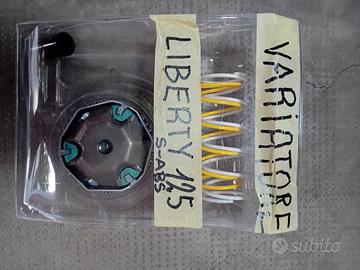 LIBERTY 125
S-ABS
VARIATORE
subito